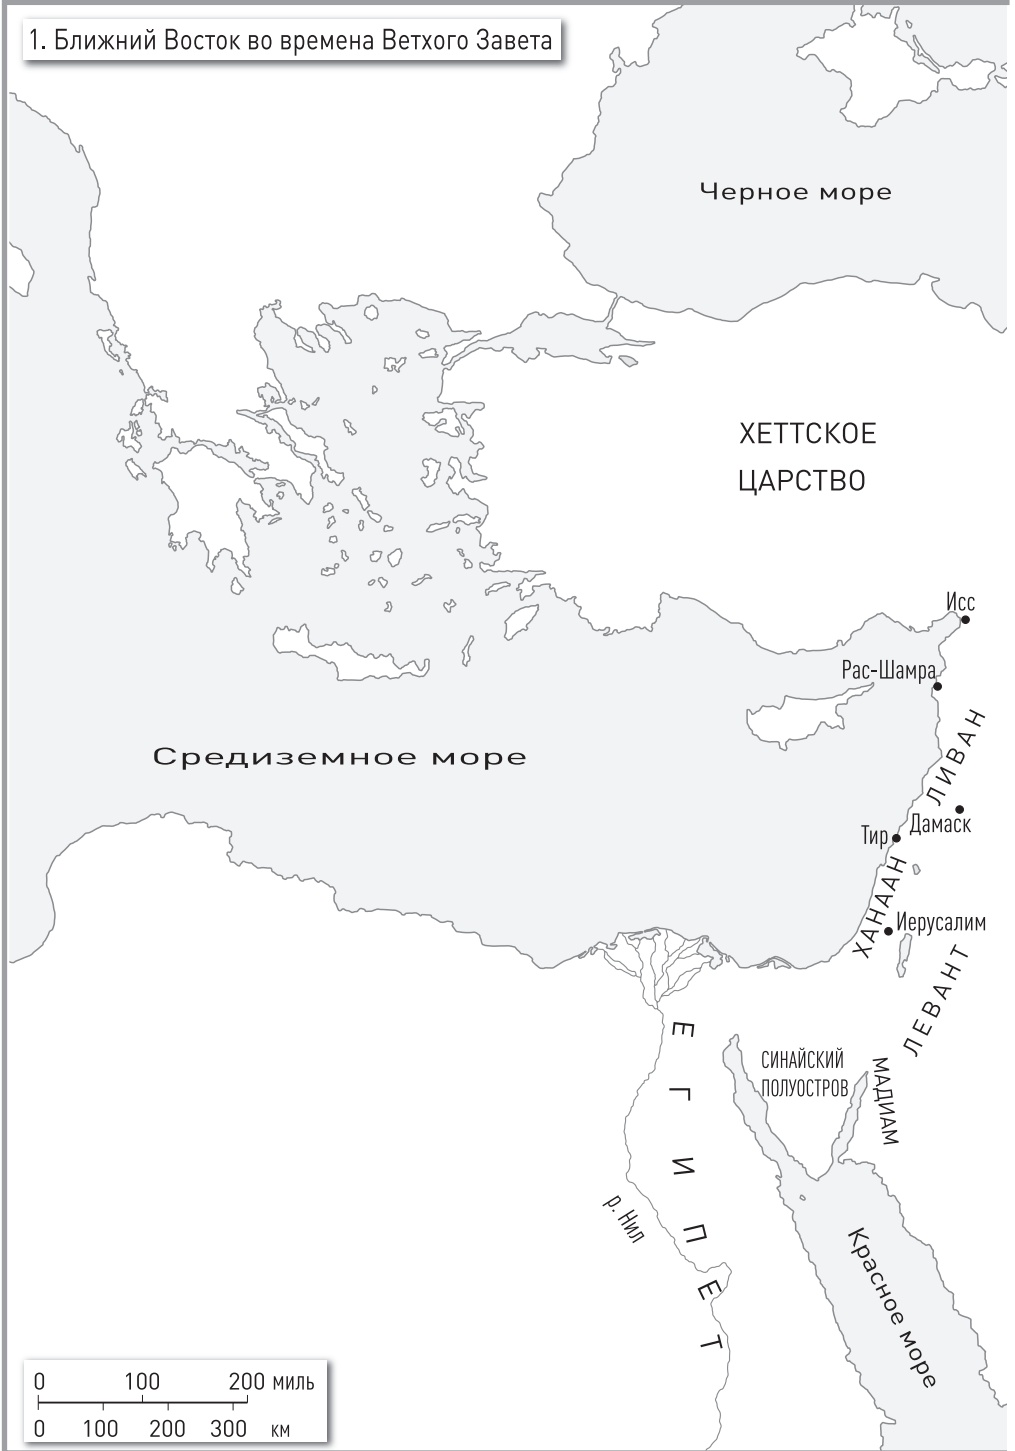 1. Ближний Восток во времена Ветхого Завета
Черное море
ХЕТТСКОЕ
ЦАРСТВО
Исс
Рас-Шамра
ЛИВАН
Средиземное море
Дамаск
Тир
ХАНААН
Иерусалим
ЛЕВАНТ
ЕГИПЕТ
СИНАЙСКИЙ
ПОЛУОСТРОВ
МАДИАМ
р. Нил
Красное море
0 100 200 миль
0 100 200 300 км